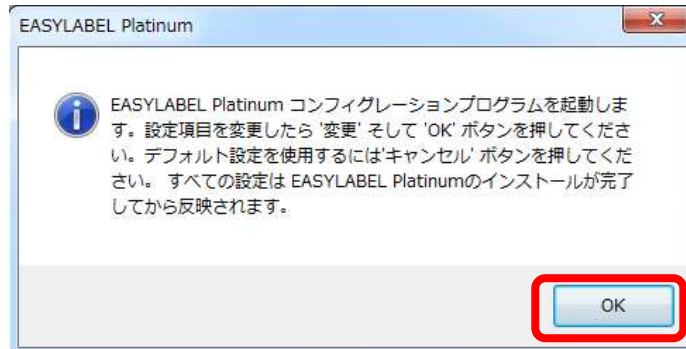 EASYLABEL Platinum
EASYLABEL Platinum コンフィグレーションプログラムを起動しま
す。設定項目を変更したら '変更' そして 'OK' ボタンを押してくださ
い。デフォルト設定を使用するには'キャンセル' ボタンを押してくだ
さい。 すべての設定は EASYLABEL Platinumのインストールが完了
してから反映されます。
OK